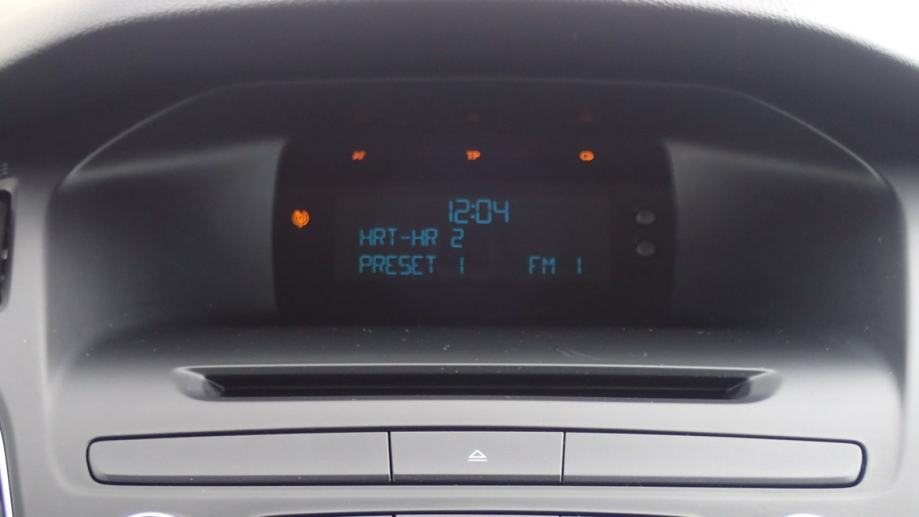 AF TP
12:04
HRT-HR 2
PRESET 1 FM 1